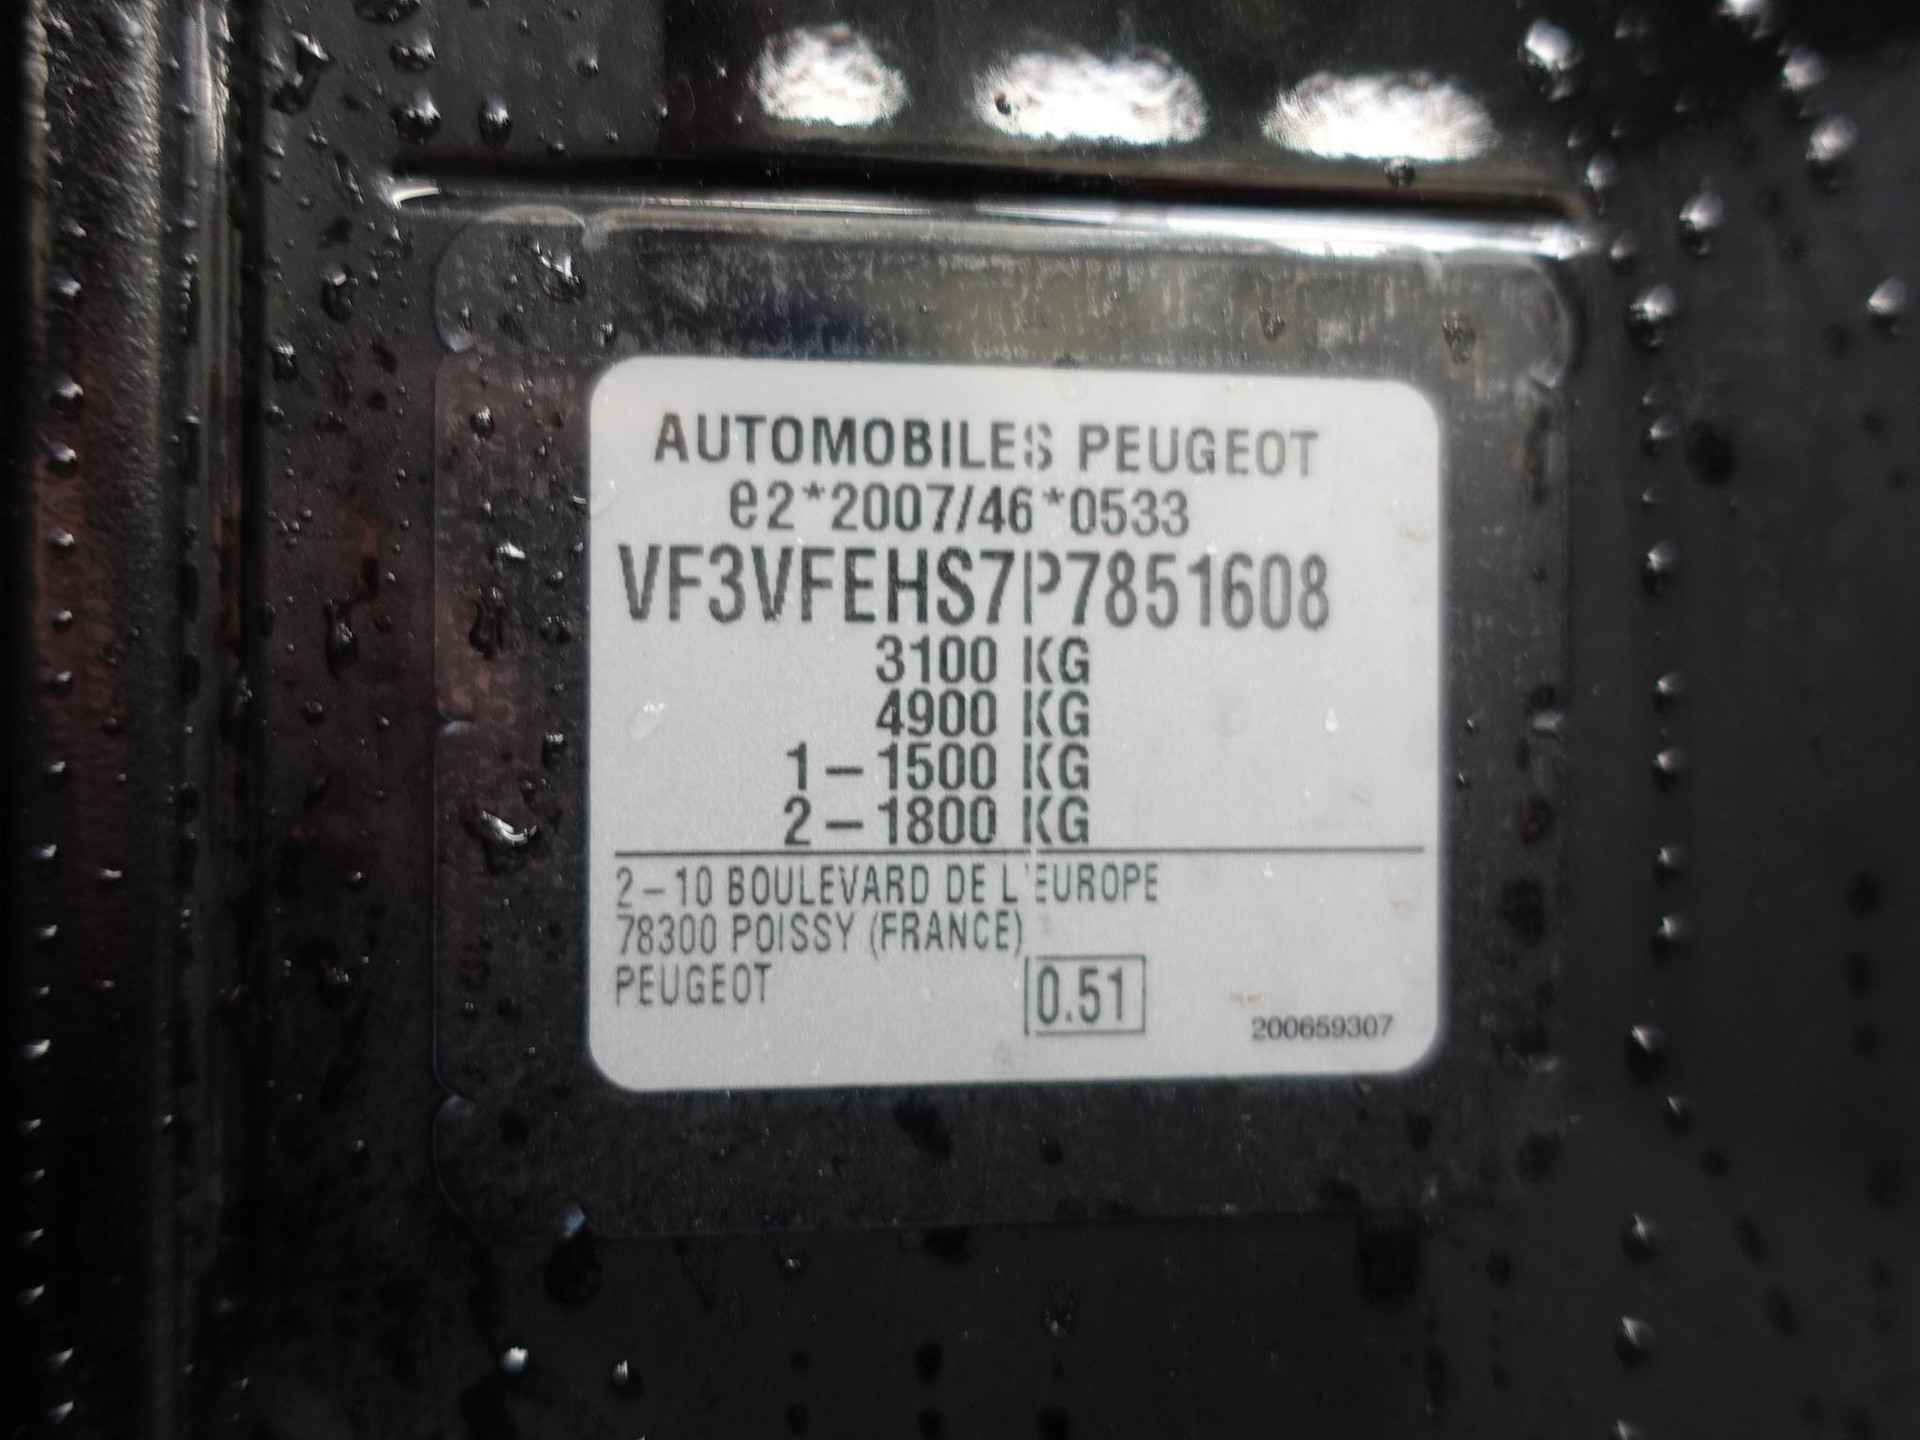 AUTOMOBILES PEUGEOT
e2*2007/46*0533
VF3VFEHS7P7851608
3100 KG
4900 KG
1-1500 KG
2-1800 KG
2-10 BOULEVARD DE L'EUROPE
78300 POISSY (FRANCE)
PEUGEOT
0.51
200659307